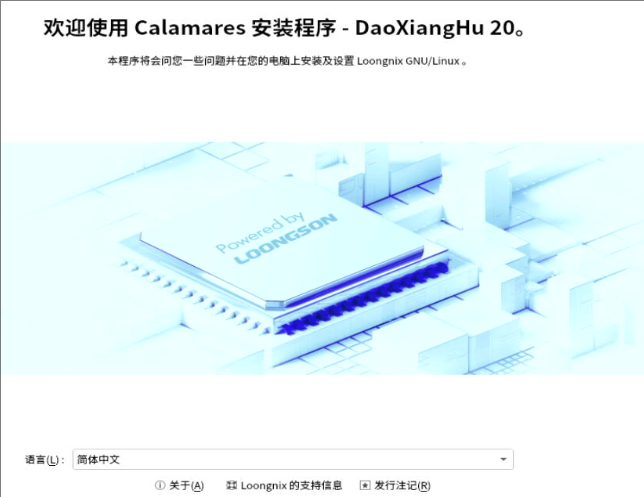 欢迎使用 Calamares 安装程序 - DaoXiangHu 20。
本程序将会问您一些问题并在您的电脑上安装及设置 Loongnix GNU/Linux 。
Powered by
LOONGSON
语言(L)： 简体中文
关于(A) Loongnix 的支持信息 发行注记(R)